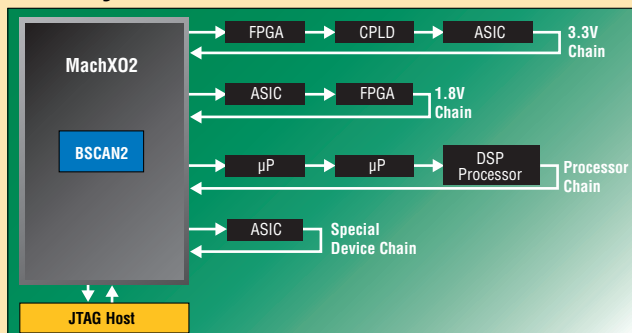 MachXO2
BSCAN2
FPGA
CPLD
ASIC
3.3V
Chain
ASIC
FPGA
1.8V
Chain
µP
µP
DSP
Processor
Processor
Chain
ASIC
Special
Device Chain
JTAG Host